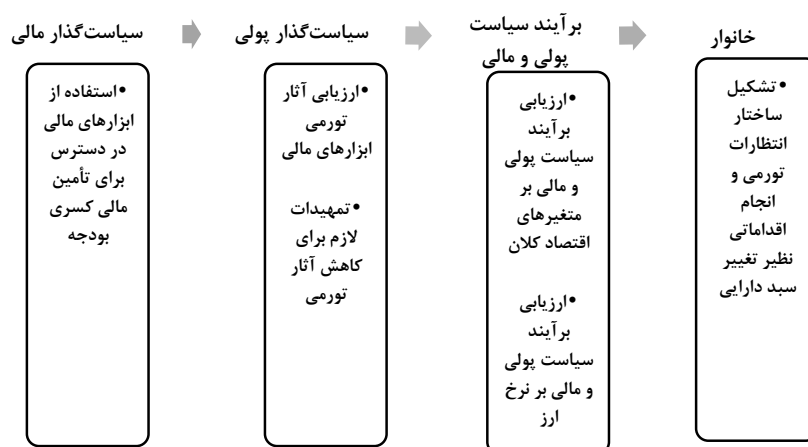 سیاست‌گذار مالی
•استفاده از
ابزارهای مالی
در دسترس
برای تأمین
مالی کسری
بودجه
سیاست‌گذار پولی
•ارزیابی آثار
تورمی
ابزارهای مالی
•تمهیدات
لازم برای
کاهش آثار
تورمی
برآیند سیاست
پولی و مالی
•ارزیابی
برآیند
سیاست پولی
و مالی بر
متغیرهای
اقتصاد کلان
•ارزیابی
برآیند
سیاست پولی
و مالی بر نرخ
ارز
خانوار
•تشکیل
ساختار
انتظارات
تورمی و
انجام
اقداماتی
نظیر تغییر
سبد دارایی